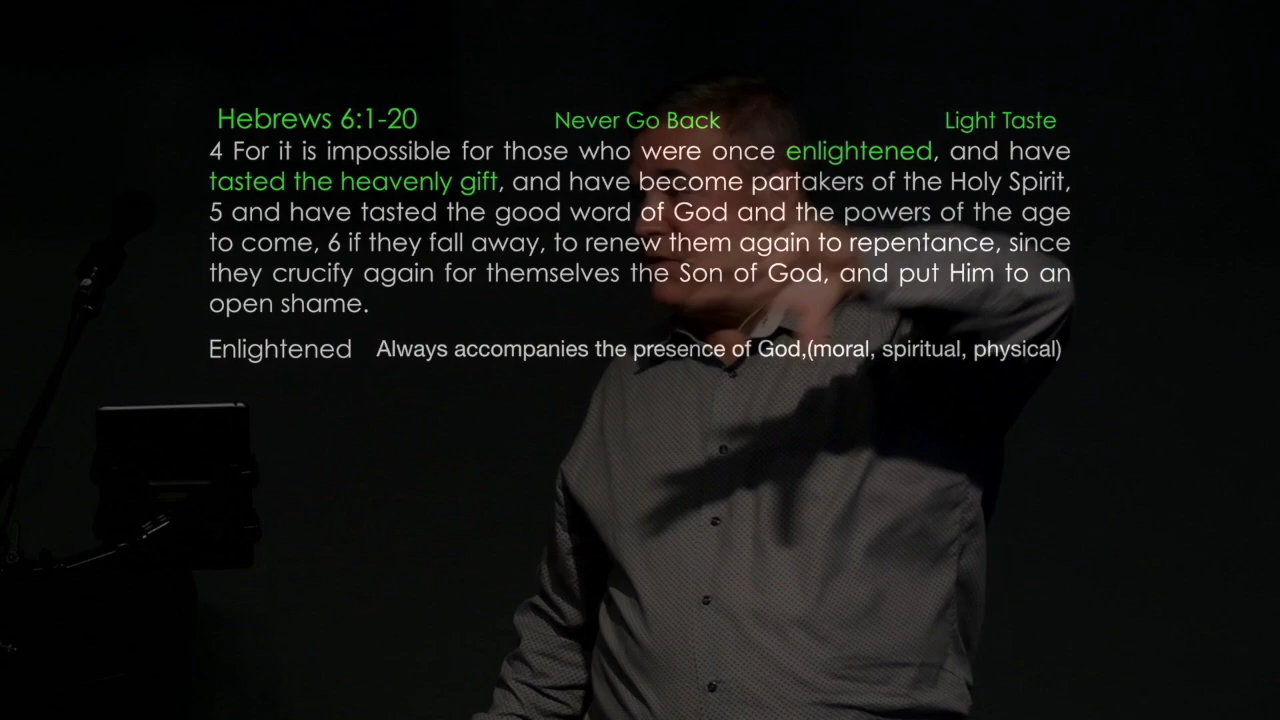 Hebrews 6:1-20 Never Go Back Light Taste
4 For it is impossible for those who were once enlightened, and have
tasted the heavenly gift, and have become partakers of the Holy Spirit,
5 and have tasted the good word of God and the powers of the age
to come, 6 if they fall away, to renew them again to repentance, since
they crucify again for themselves the Son of God, and put Him to an
open shame.
Enlightened Always accompanies the presence of God,(moral, spiritual, physical)